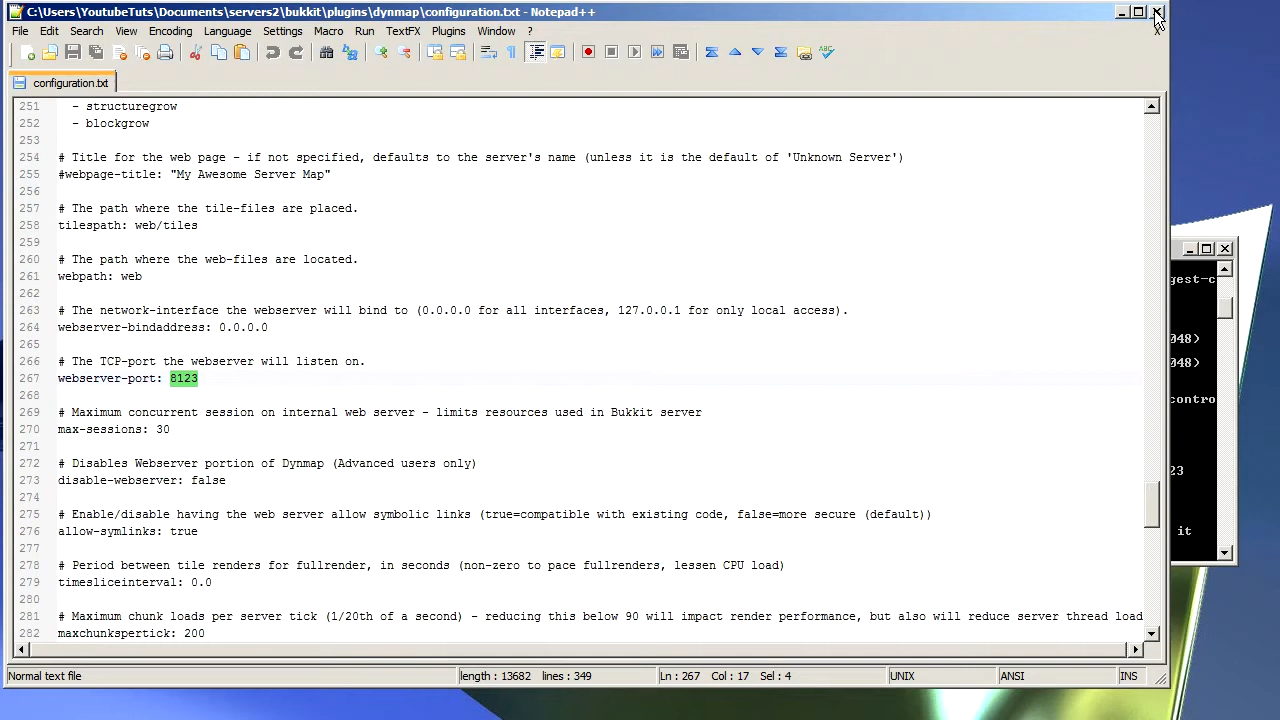 C:\Users\YoutubeTuts\Documents\servers2\bukkit\plugins\dynmap\configuration.txt - Notepad++
File Edit Search View Encoding Language Settings Macro Run TextFX Plugins Window ?
configuration.txt
251 - structuregrow
252 - blockgrow
253
254 # Title for the web page - if not specified, defaults to the server's name (unless it is the default of 'Unknown Server')
255 #webpage-title: "My Awesome Server Map"
256
257 # The path where the tile-files are placed.
258 tilespath: web/tiles
259
260 # The path where the web-files are located.
261 webpath: web
262
263 # The network-interface the webserver will bind to (0.0.0.0 for all interfaces, 127.0.0.1 for only local access).
264 webserver-bindaddress: 0.0.0.0
265
266 # The TCP-port the webserver will listen on.
267 webserver-port: 8123
268
269 # Maximum concurrent session on internal web server - limits resources used in Bukkit server
270 max-sessions: 30
271
272 # Disables Webserver portion of Dynmap (Advanced users only)
273 disable-webserver: false
274
275 # Enable/disable having the web server allow symbolic links (true=compatible with existing code, false=more secure (default))
276 allow-symlinks: true
277
278 # Period between tile renders for fullrender, in seconds (non-zero to pace fullrenders, lessen CPU load)
279 timesliceinterval: 0.0
280
281 # Maximum chunk loads per server tick (1/20th of a second) - reducing this below 90 will impact render performance, but also will reduce server thread load
282 maxchunkspertick: 200
Normal text file length : 13682 lines : 349 Ln : 267 Col : 17 Sel : 4 UNIX ANSI INS
gest-c
048)
048)
contro
23
it